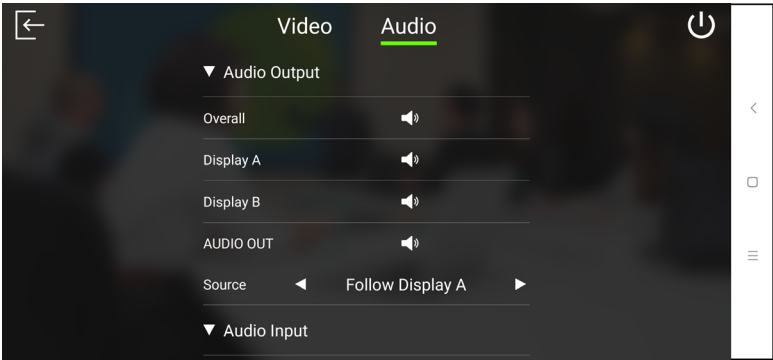 Video Audio
Audio Output
Overall
Display A
Display B
AUDIO OUT
Source Follow Display A
Audio Input